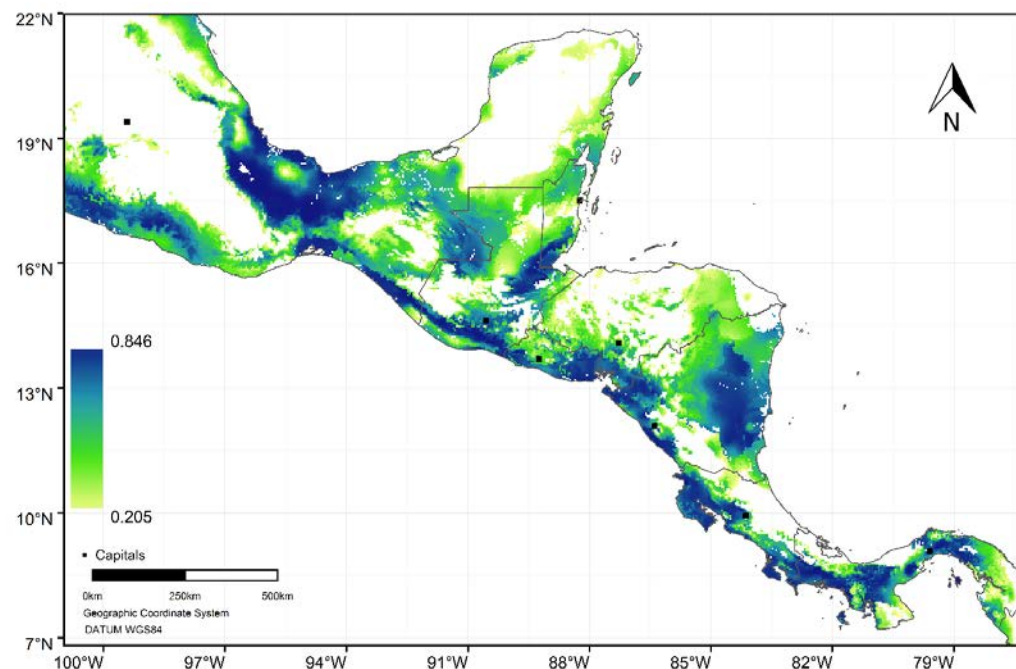 22°N
19°N
N
16°N
0.846
13°N
0.205
10°N
Capitals
0km 250km 500km
Geographic Coordinate System
DATUM WGS84
7°N
100°W 97°W 94°W 91°W 88°W 85°W 82°W 79°W